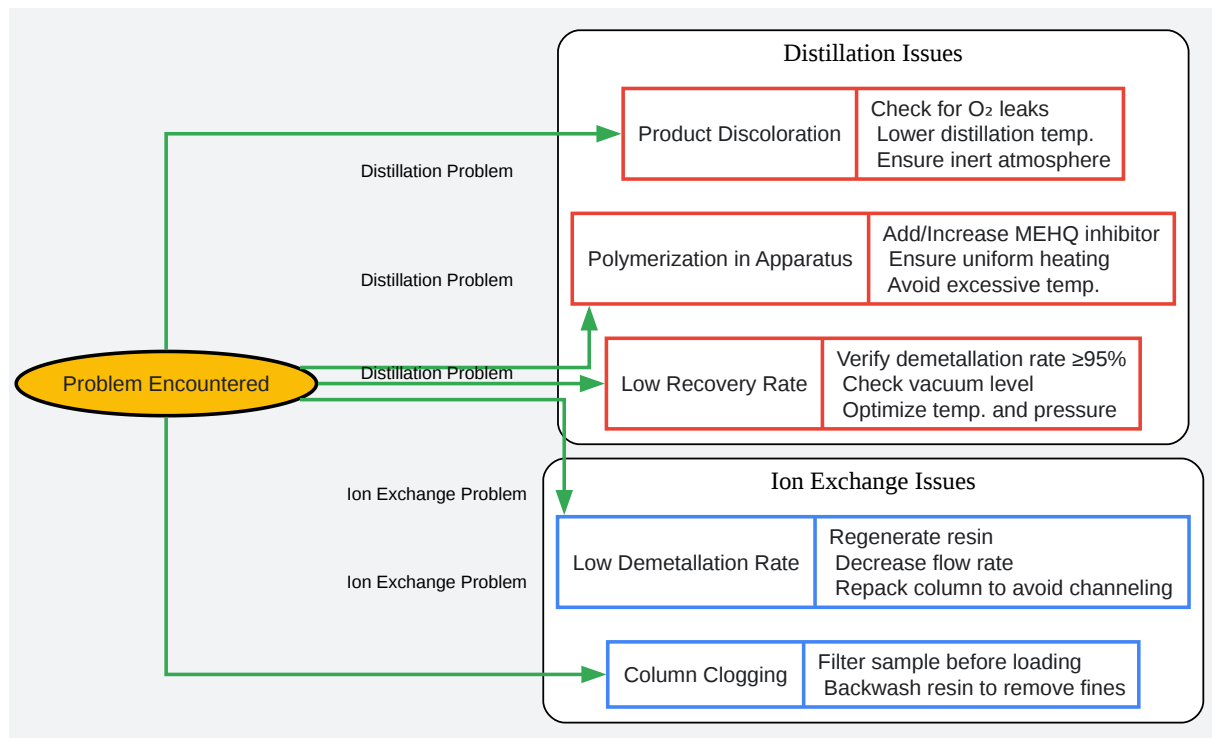 Distillation Issues
Product Discoloration
Check for O₂ leaks
Lower distillation temp.
Ensure inert atmosphere
Distillation Problem
Polymerization in Apparatus
Add/Increase MEHQ inhibitor
Ensure uniform heating
Avoid excessive temp.
Distillation Problem
Problem Encountered
Distillation Problem
Low Recovery Rate
Verify demetallation rate ≥95%
Check vacuum level
Optimize temp. and pressure
Ion Exchange Issues
Ion Exchange Problem
Low Demetallation Rate
Regenerate resin
Decrease flow rate
Repack column to avoid channeling
Ion Exchange Problem
Column Clogging
Filter sample before loading
Backwash resin to remove fines